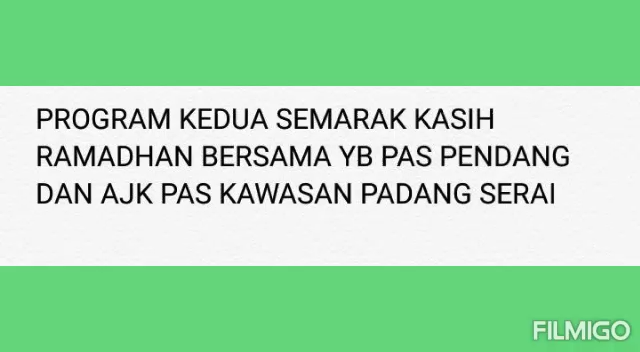 PROGRAM KEDUA SEMARAK KASIH
RAMADHAN BERSAMA YB PAS PENDANG
DAN AJK PAS KAWASAN PADANG SERAI
FILMIGO